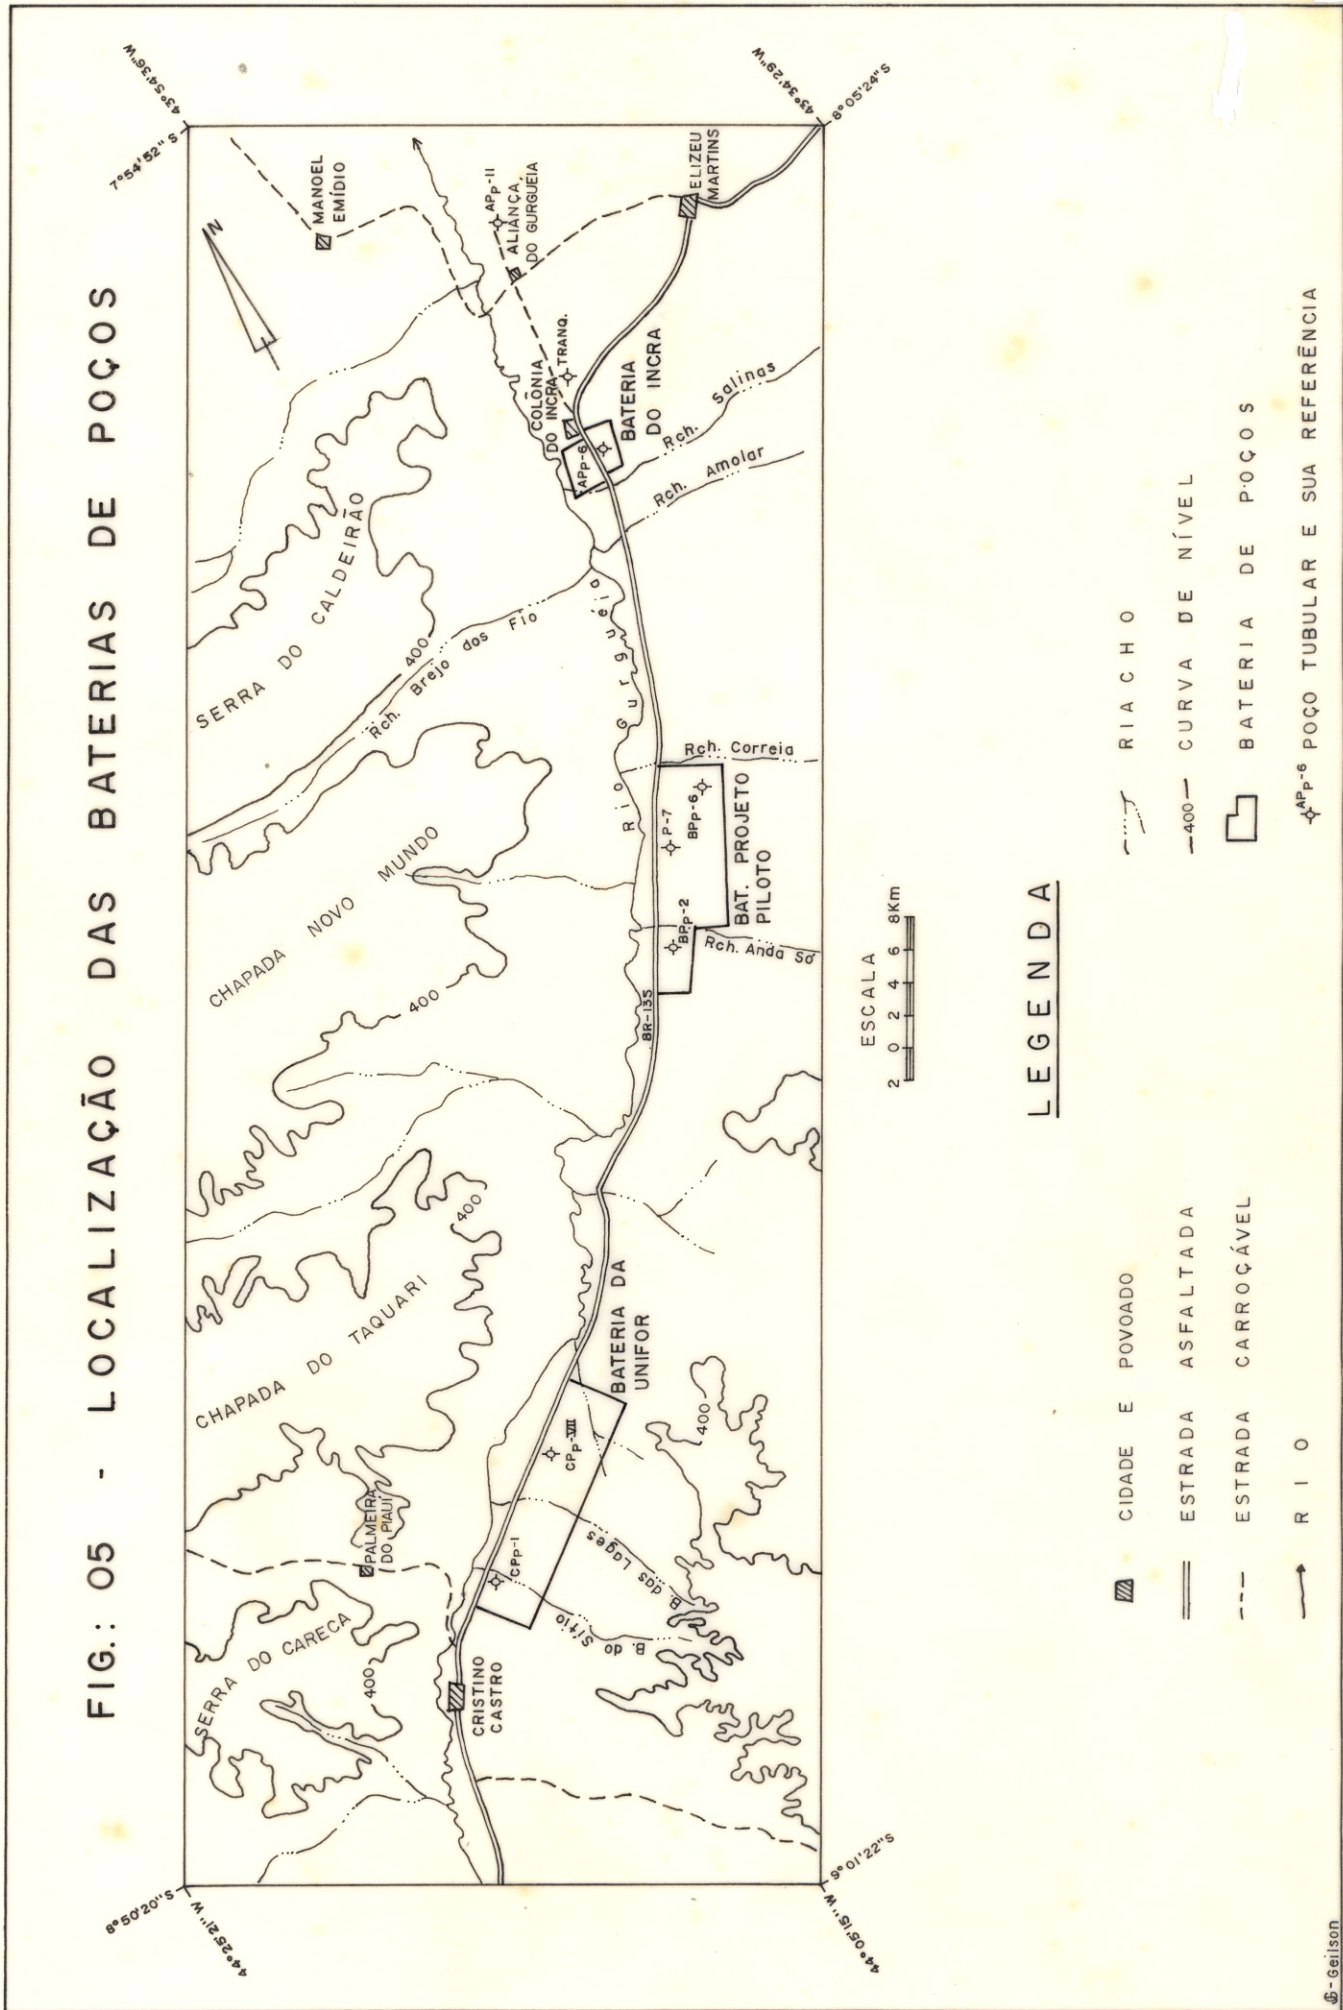 FIG.: 05 - LOCALIZAÇÃO DAS BATERIAS DE POÇOS
8°50'20"S
44°25'21"W
7°54'52"S
43°54'36"W
N
SERRA DO CARECA
400
PALMEIRA
DO PIAUÍ
CHAPADA DO TAQUARI
400
CHAPADA NOVO MUNDO
400
SERRA DO CALDEIRÃO
400
Rch. Brejo dos Fio
MANOEL
EMÍDIO
APp-11
ALIANÇA
DO GURGUEIA
CRISTINO
CASTRO
CPp-1
CPp-VII
B. do Sítio
B. das Lages
400
BATERIA DA
UNIFOR
BR-135
Rio Gurguéia
BPp-2
P-7
BPp-6
Rch. Anda Só
Rch. Correia
BAT. PROJETO
PILOTO
COLÔNIA
DO INCRA
TRANQ.
APp-6
BATERIA
DO INCRA
Rch. Amolar
Rch. Salinas
ELIZEU
MARTINS
9°01'22"S
44°05'15"W
43°34'29"W
8°05'24"S
ESCALA
2 0 2 4 6 8Km
LEGENDA
CIDADE E POVOADO
ESTRADA ASFALTADA
ESTRADA CARROÇÁVEL
RIO
RIACHO
400 CURVA DE NÍVEL
BATERIA DE POÇOS
APp-6 POÇO TUBULAR E SUA REFERÊNCIA
Geilson